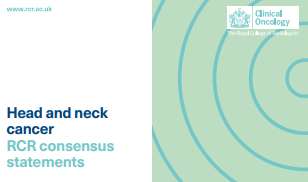 www.rcr.ac.uk
Clinical
Oncology
The Royal College of Radiologists
Head and neck
cancer
RCR consensus
statements